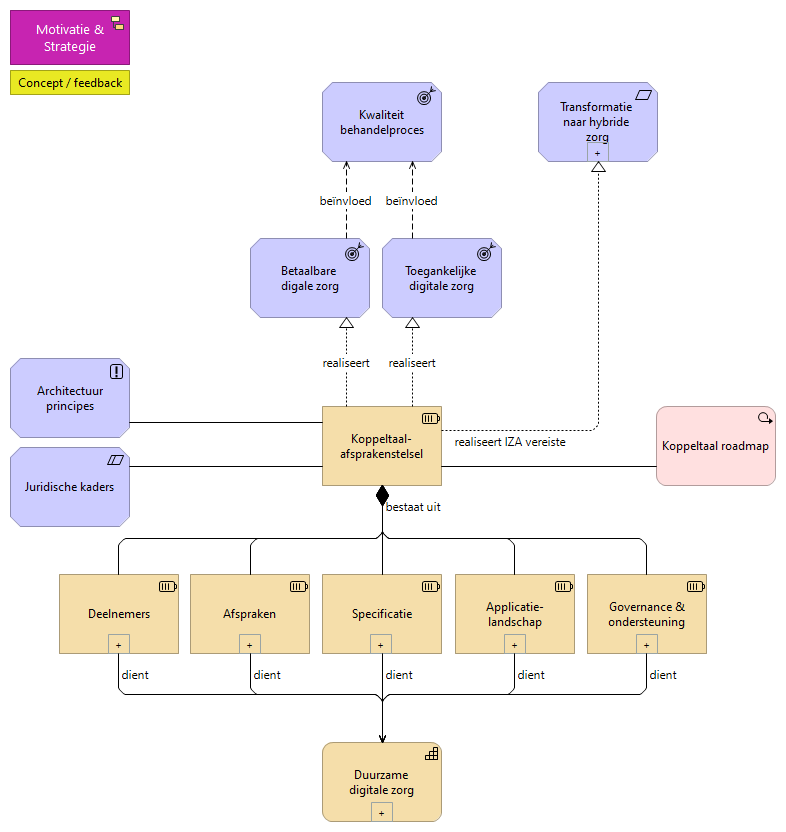 Motivatie &
Strategie
Concept / feedback
Kwaliteit
behandelproces
Transformatie
naar hybride
zorg
+
beïnvloed
beïnvloed
Betaalbare
digale zorg
Toegankelijke
digitale zorg
realiseert
realiseert
Architectuur
principes
Koppeltaal-
afsprakenstelsel
realiseert IZA vereiste
Koppeltaal roadmap
Juridische kaders
bestaat uit
Deelnemers
+
Afspraken
+
Specificatie
+
Applicatie-
landschap
+
Governance &
ondersteuning
+
dient
dient
dient
dient
dient
Duurzame
digitale zorg
+